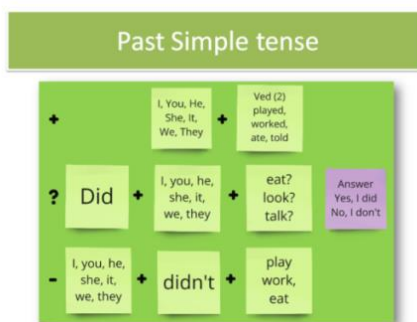 Past Simple tense
+ I, You, He, She, It, We, They + Ved (2) played, worked, ate, told
? Did + I, you, he, she, it, we, they + eat? look? talk? Answer Yes, I did No, I don't
- I, you, he, she, it, we, they + didn't + play work, eat